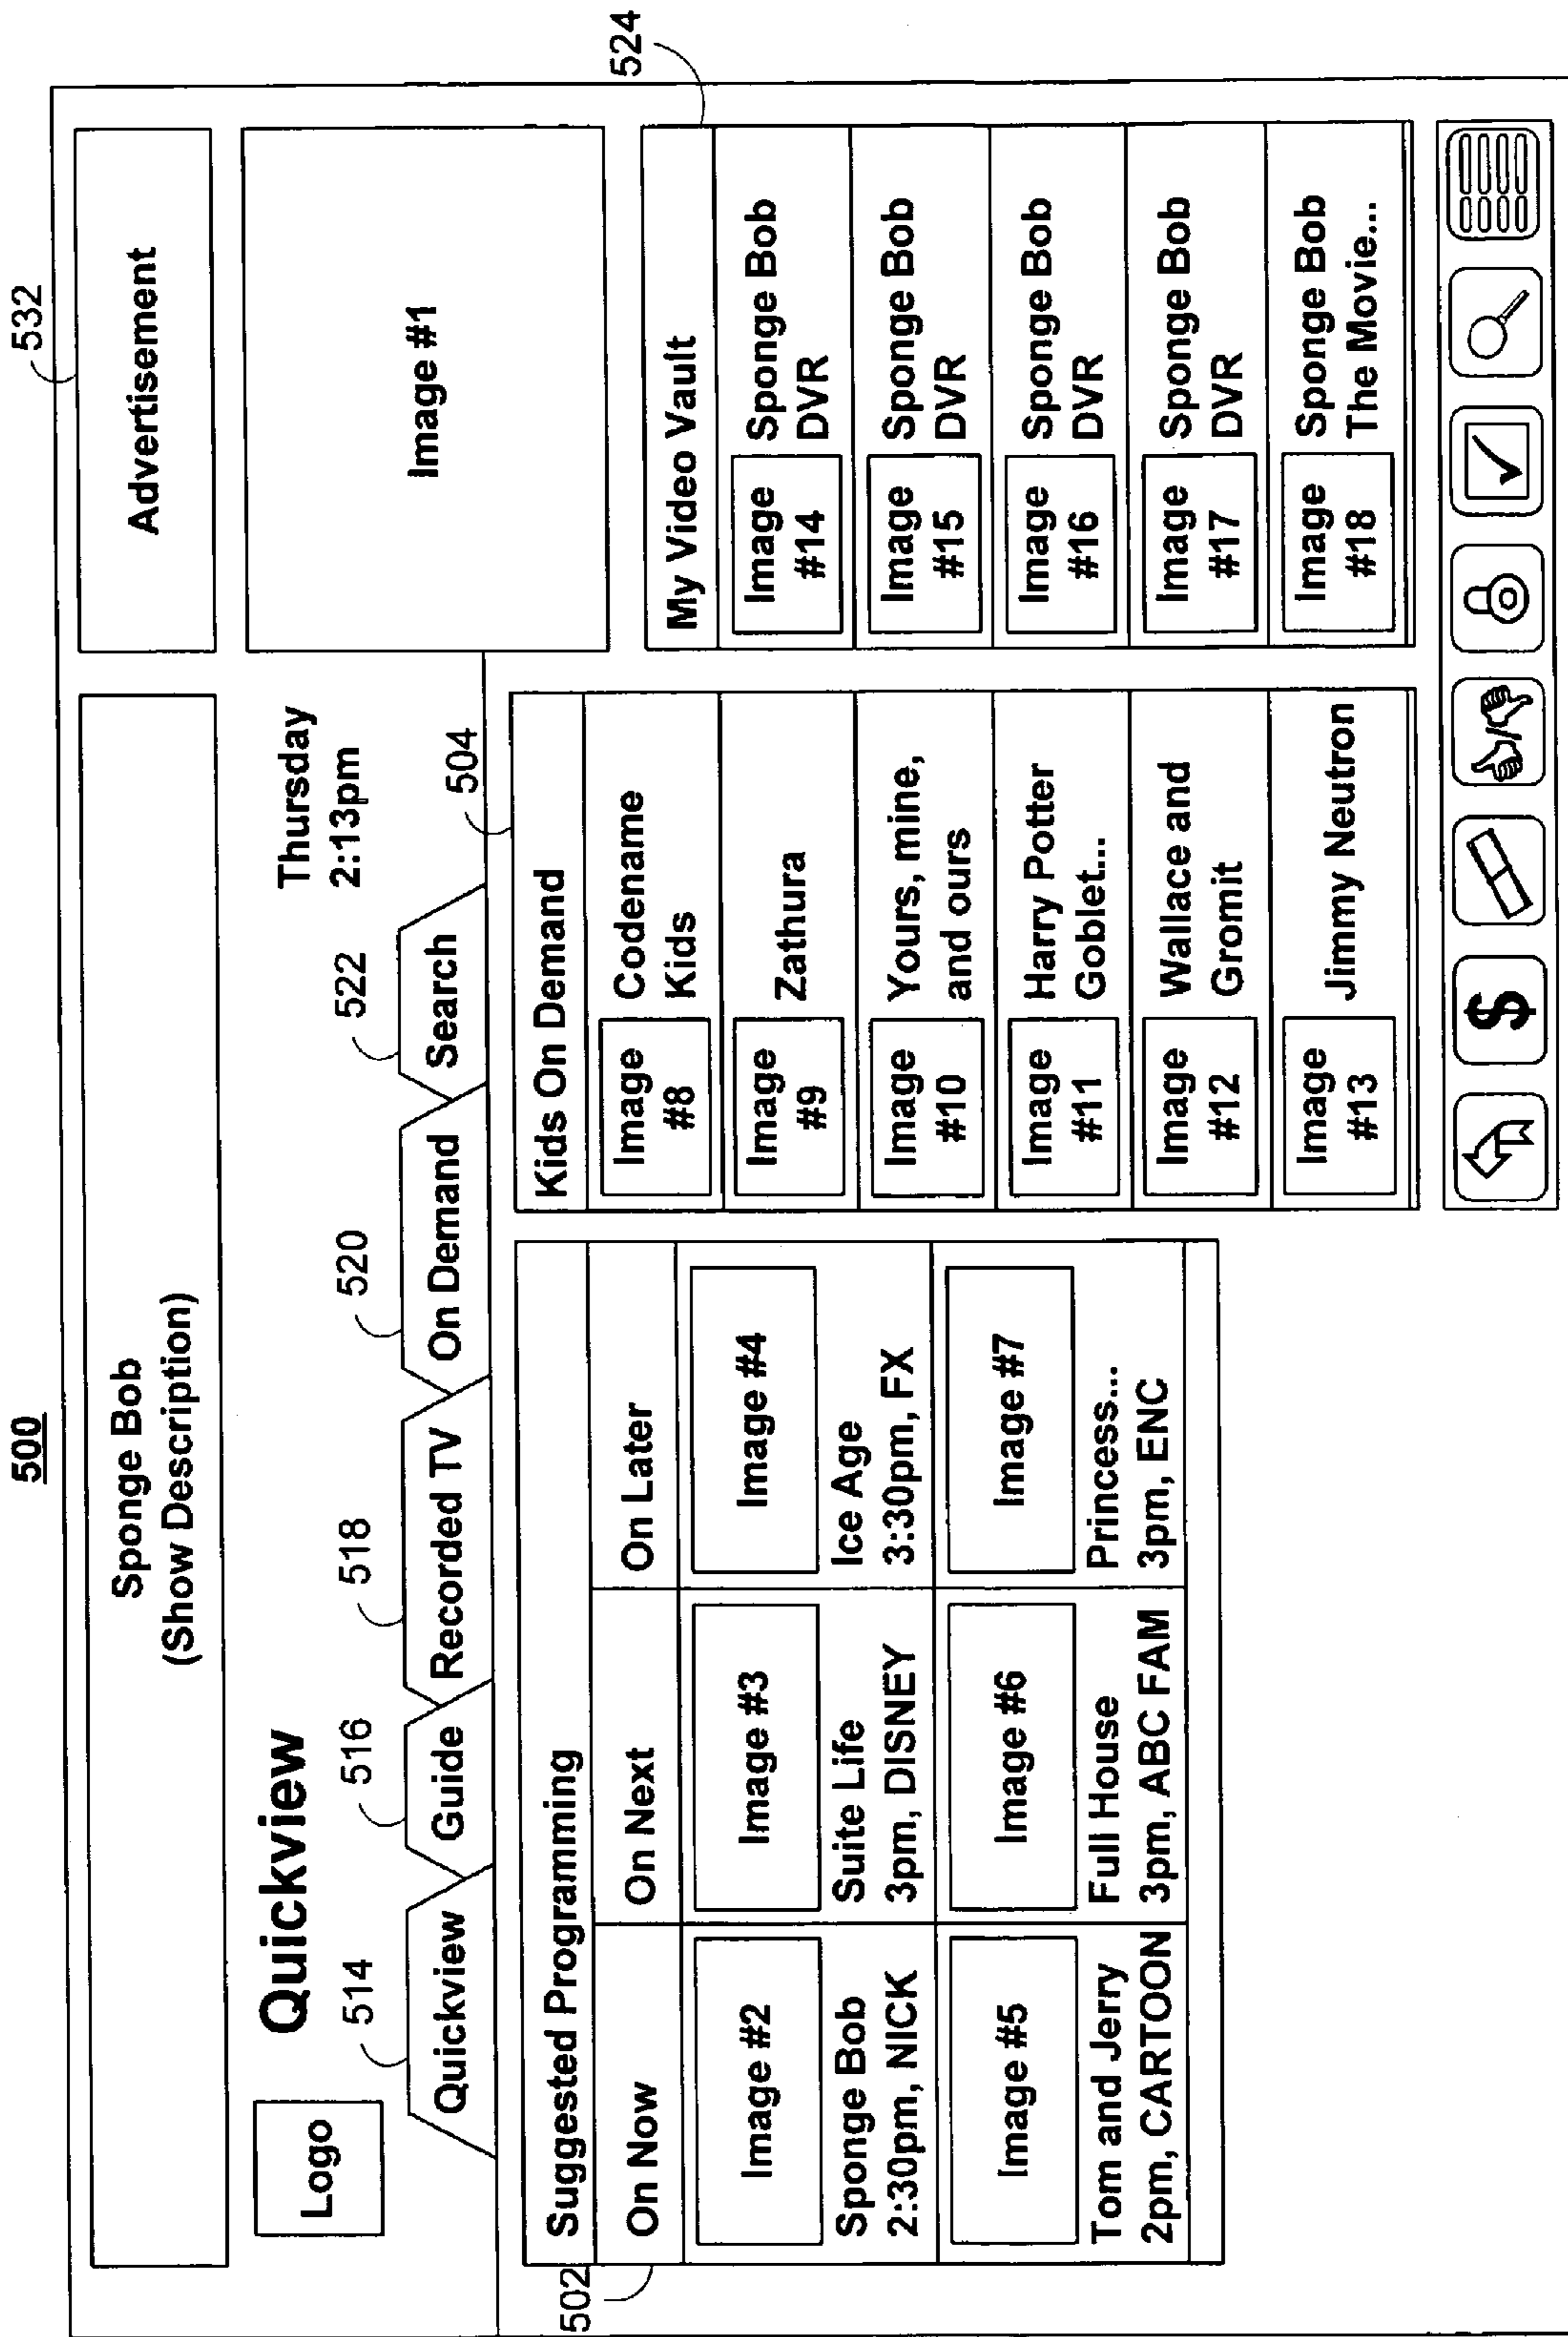 500
532
Sponge Bob
(Show Description)
Advertisement
Logo
Quickview
Thursday
2:13pm
Image #1
514
516
518
520
522
504
Quickview
Guide
Recorded TV
On Demand
Search
524
502
Suggested Programming
On Now
On Next
On Later
Image #2
Image #3
Image #4
Sponge Bob
2:30pm, NICK
Suite Life
3pm, DISNEY
Ice Age
3:30pm, FX
Image #5
Image #6
Image #7
Tom and Jerry
2pm, CARTOON
Full House
3pm, ABC FAM
Princess...
3pm, ENC
Kids On Demand
Image
#8
Codename
Kids
Image
#9
Zathura
Image
#10
Yours, mine,
and ours
Image
#11
Harry Potter
Goblet...
Image
#12
Wallace and
Gromit
Image
#13
Jimmy Neutron
My Video Vault
Image
#14
Sponge Bob
DVR
Image
#15
Sponge Bob
DVR
Image
#16
Sponge Bob
DVR
Image
#17
Sponge Bob
DVR
Image
#18
Sponge Bob
The Movie...
$